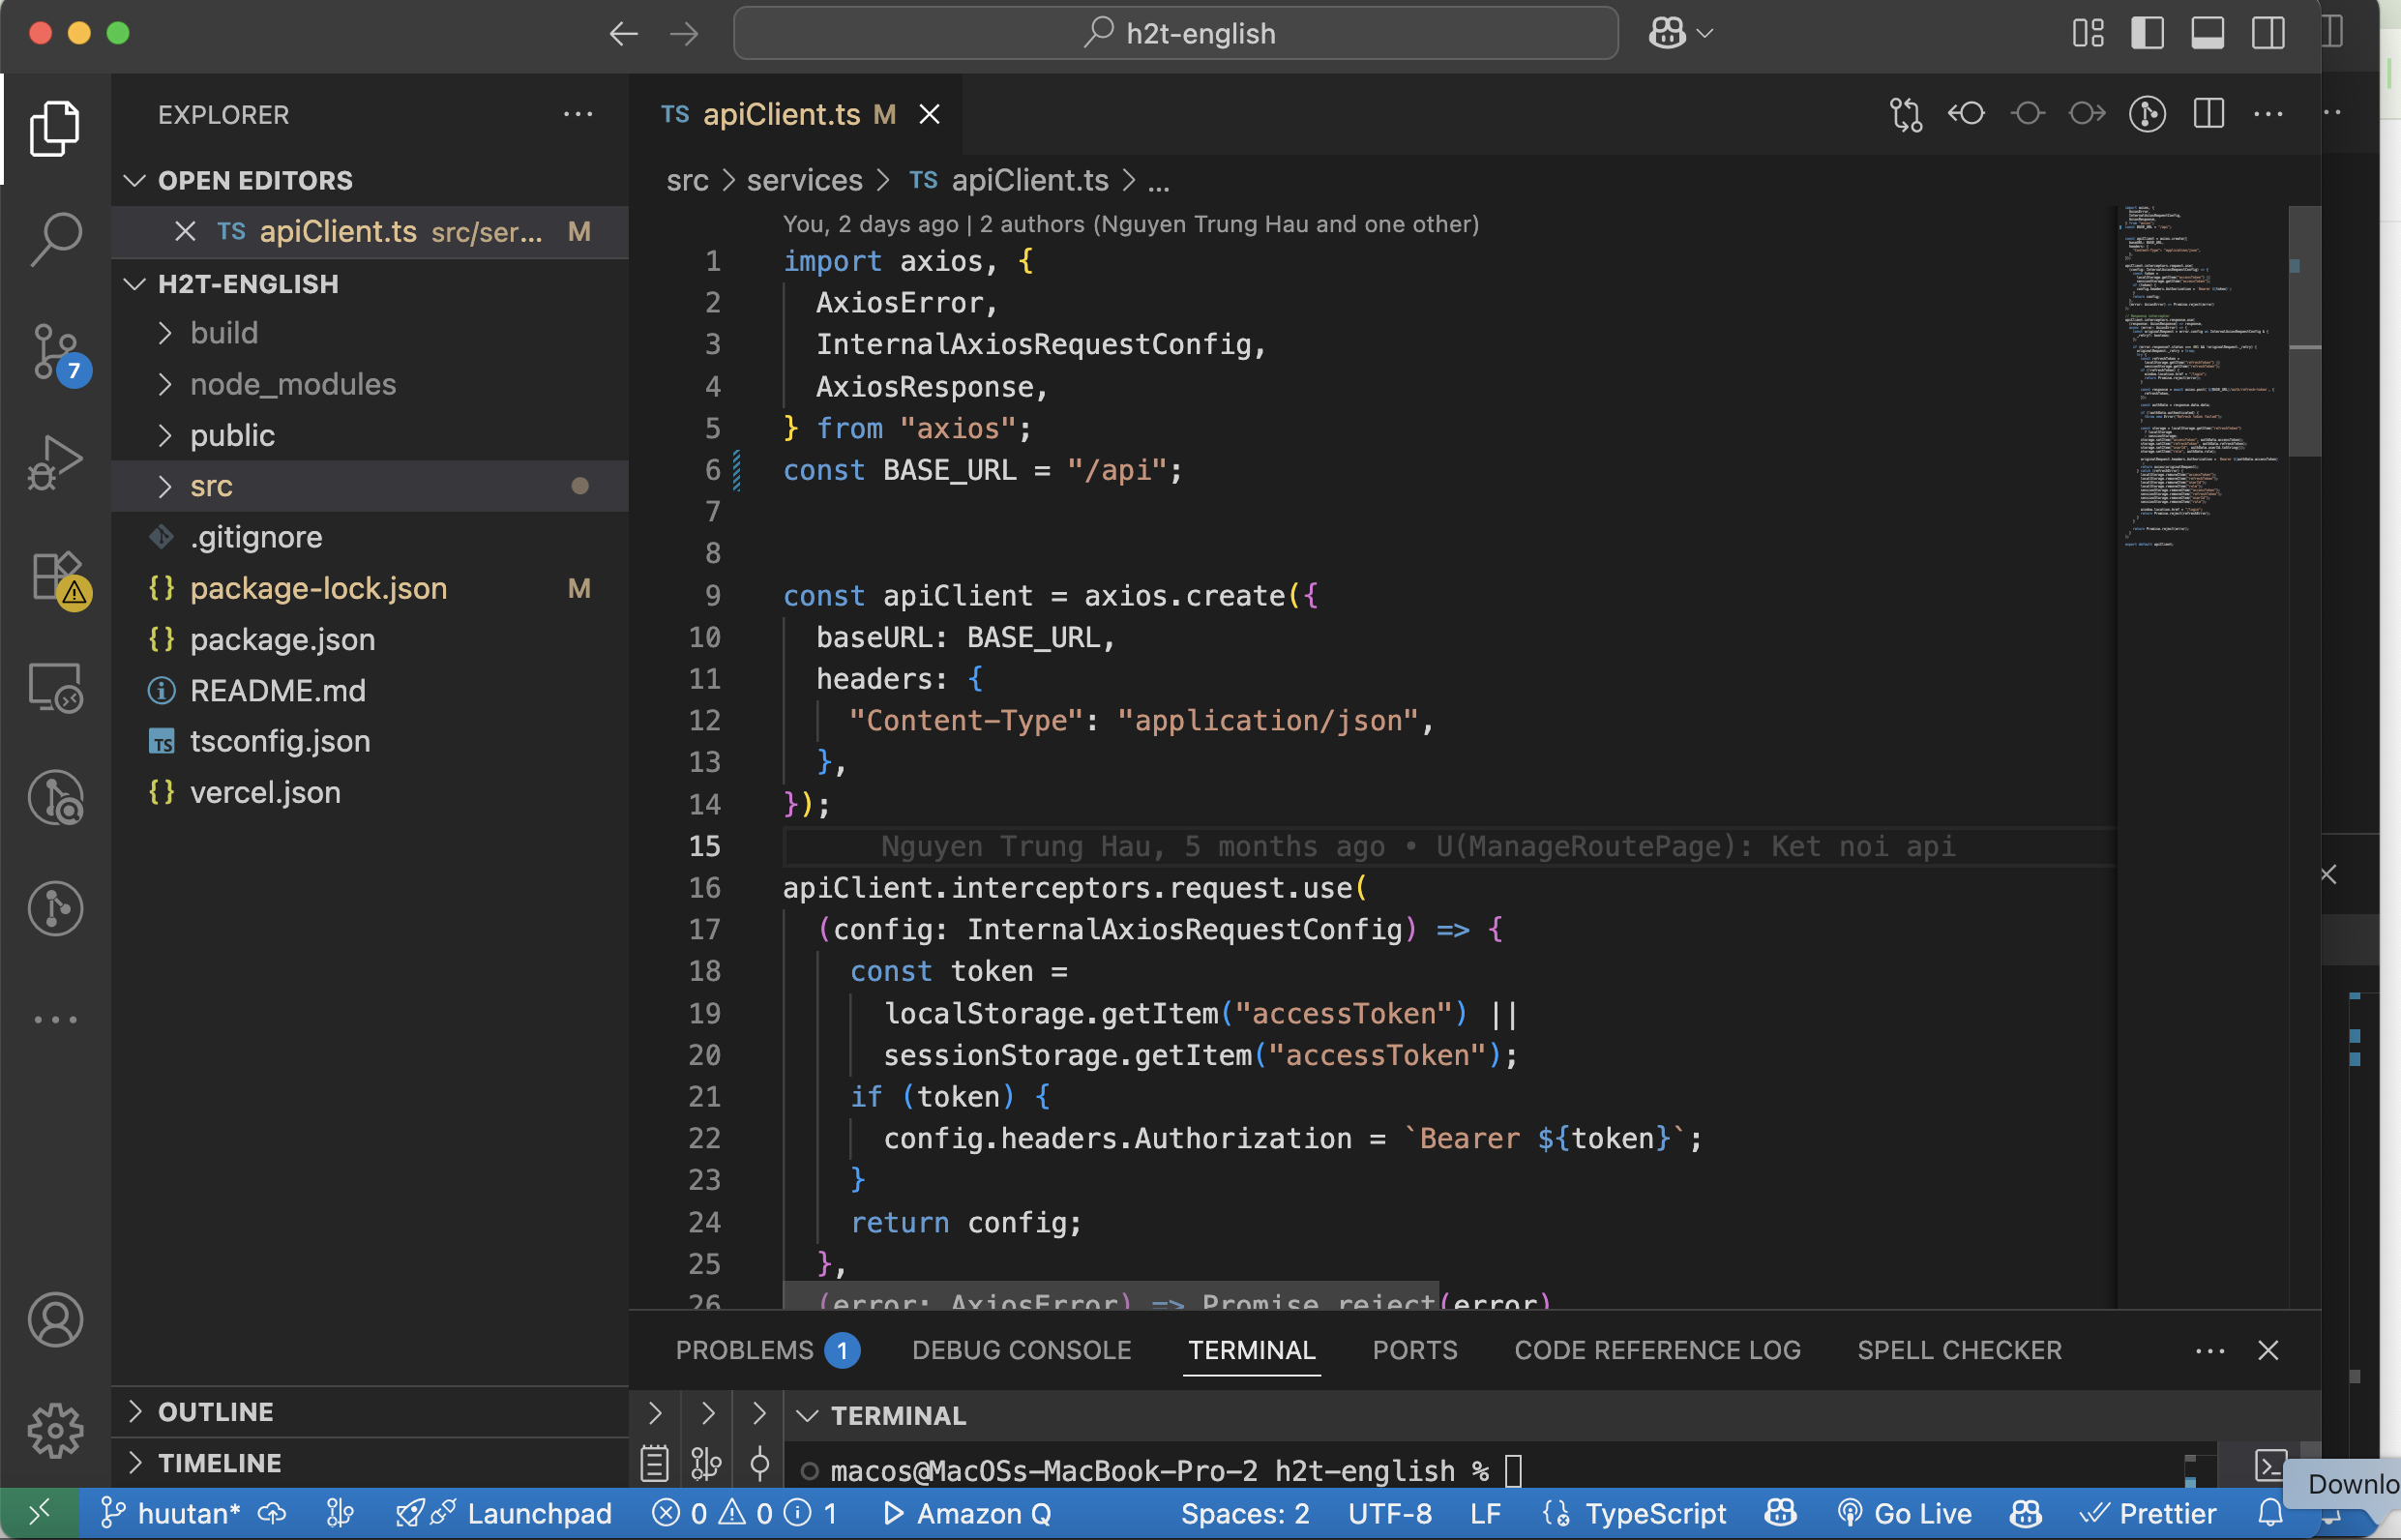 h2t-english
EXPLORER
OPEN EDITORS
TS apiClient.ts src/ser... M
H2T-ENGLISH
build
node_modules
public
src
.gitignore
{} package-lock.json M
{} package.json
README.md
TS tsconfig.json
{} vercel.json
OUTLINE
TIMELINE
7
TS apiClient.ts M
src > services > TS apiClient.ts > ...
You, 2 days ago | 2 authors (Nguyen Trung Hau and one other)
1 import axios, {
2 AxiosError,
3 InternalAxiosRequestConfig,
4 AxiosResponse,
5 } from "axios";
6 const BASE_URL = "/api";
7
8
9 const apiClient = axios.create({
10 baseURL: BASE_URL,
11 headers: {
12 "Content-Type": "application/json",
13 },
14 });
15 Nguyen Trung Hau, 5 months ago • U(ManageRoutePage): Ket noi api
16 apiClient.interceptors.request.use(
17 (config: InternalAxiosRequestConfig) => {
18 const token =
19 localStorage.getItem("accessToken") ||
20 sessionStorage.getItem("accessToken");
21 if (token) {
22 config.headers.Authorization = `Bearer ${token}`;
23 }
24 return config;
25 },
26 (error: AxiosError) => Promise.reject(error)
PROBLEMS 1 DEBUG CONSOLE TERMINAL PORTS CODE REFERENCE LOG SPELL CHECKER
TERMINAL
macos@MacOSs-MacBook-Pro-2 h2t-english %
Downlo
huutan* Launchpad 0 0 1 Amazon Q Spaces: 2 UTF-8 LF TypeScript Go Live Prettier